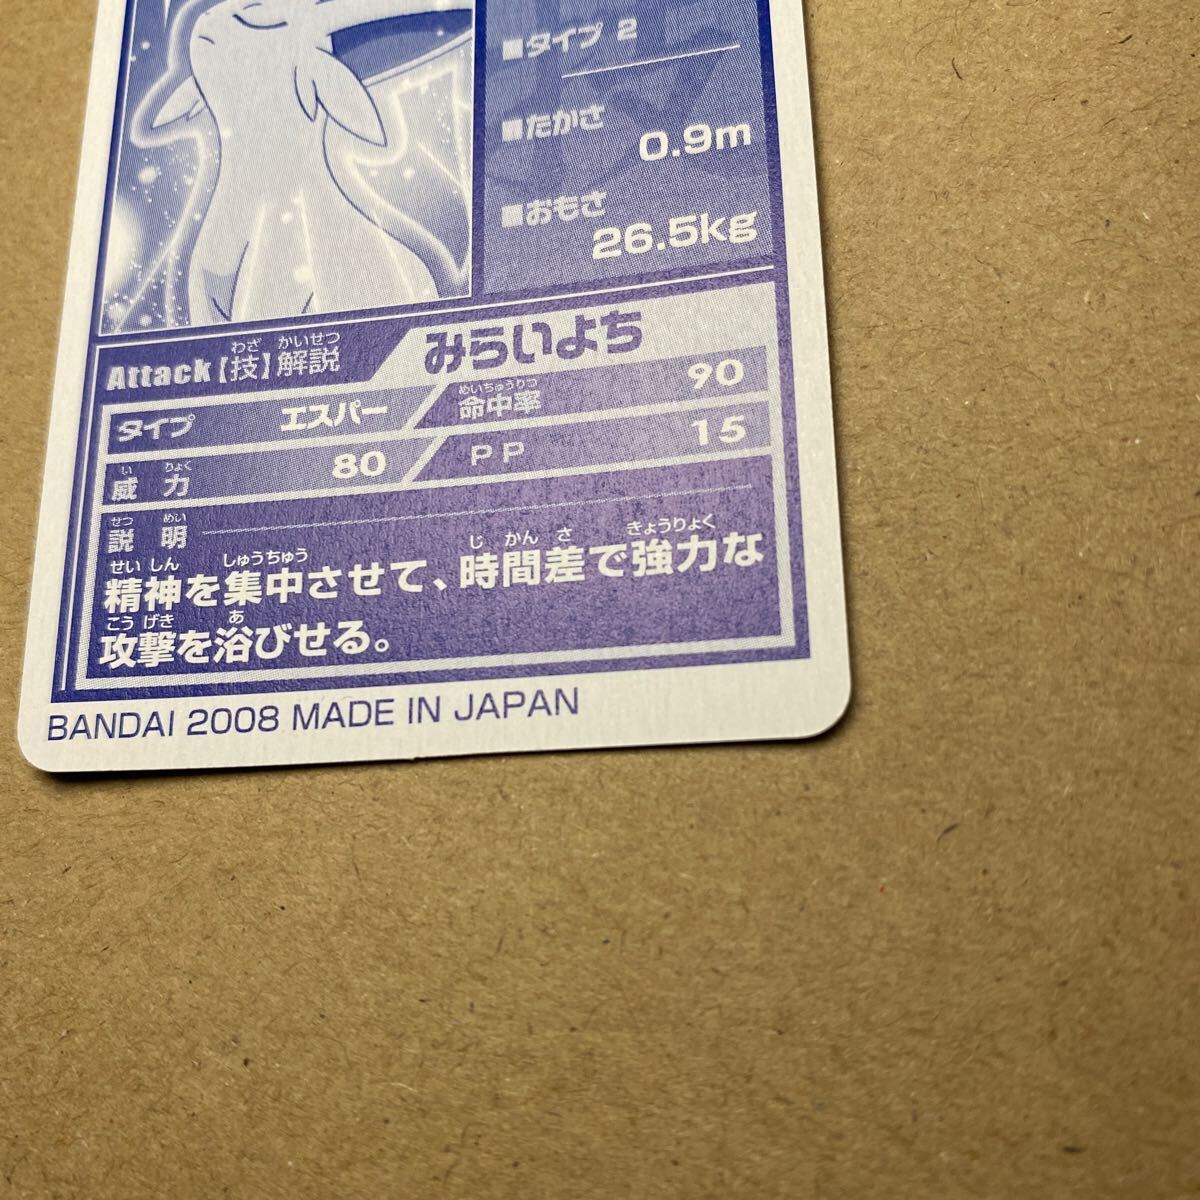 ■タイプ 2
■たかさ
0.9m
■おもさ
26.5kg
わざ かいせつ
Attack【技】解説 みらいよち
タイプ エスパー
めいちゅうりつ
命中率 90
い りょく
威力 80
PP 15
せつ めい
説明
せいしん しゅうちゅう じかんさ きょうりょく
精神を集中させて、時間差で強力な
こうげき あ
攻撃を浴びせる。
BANDAI 2008 MADE IN JAPAN